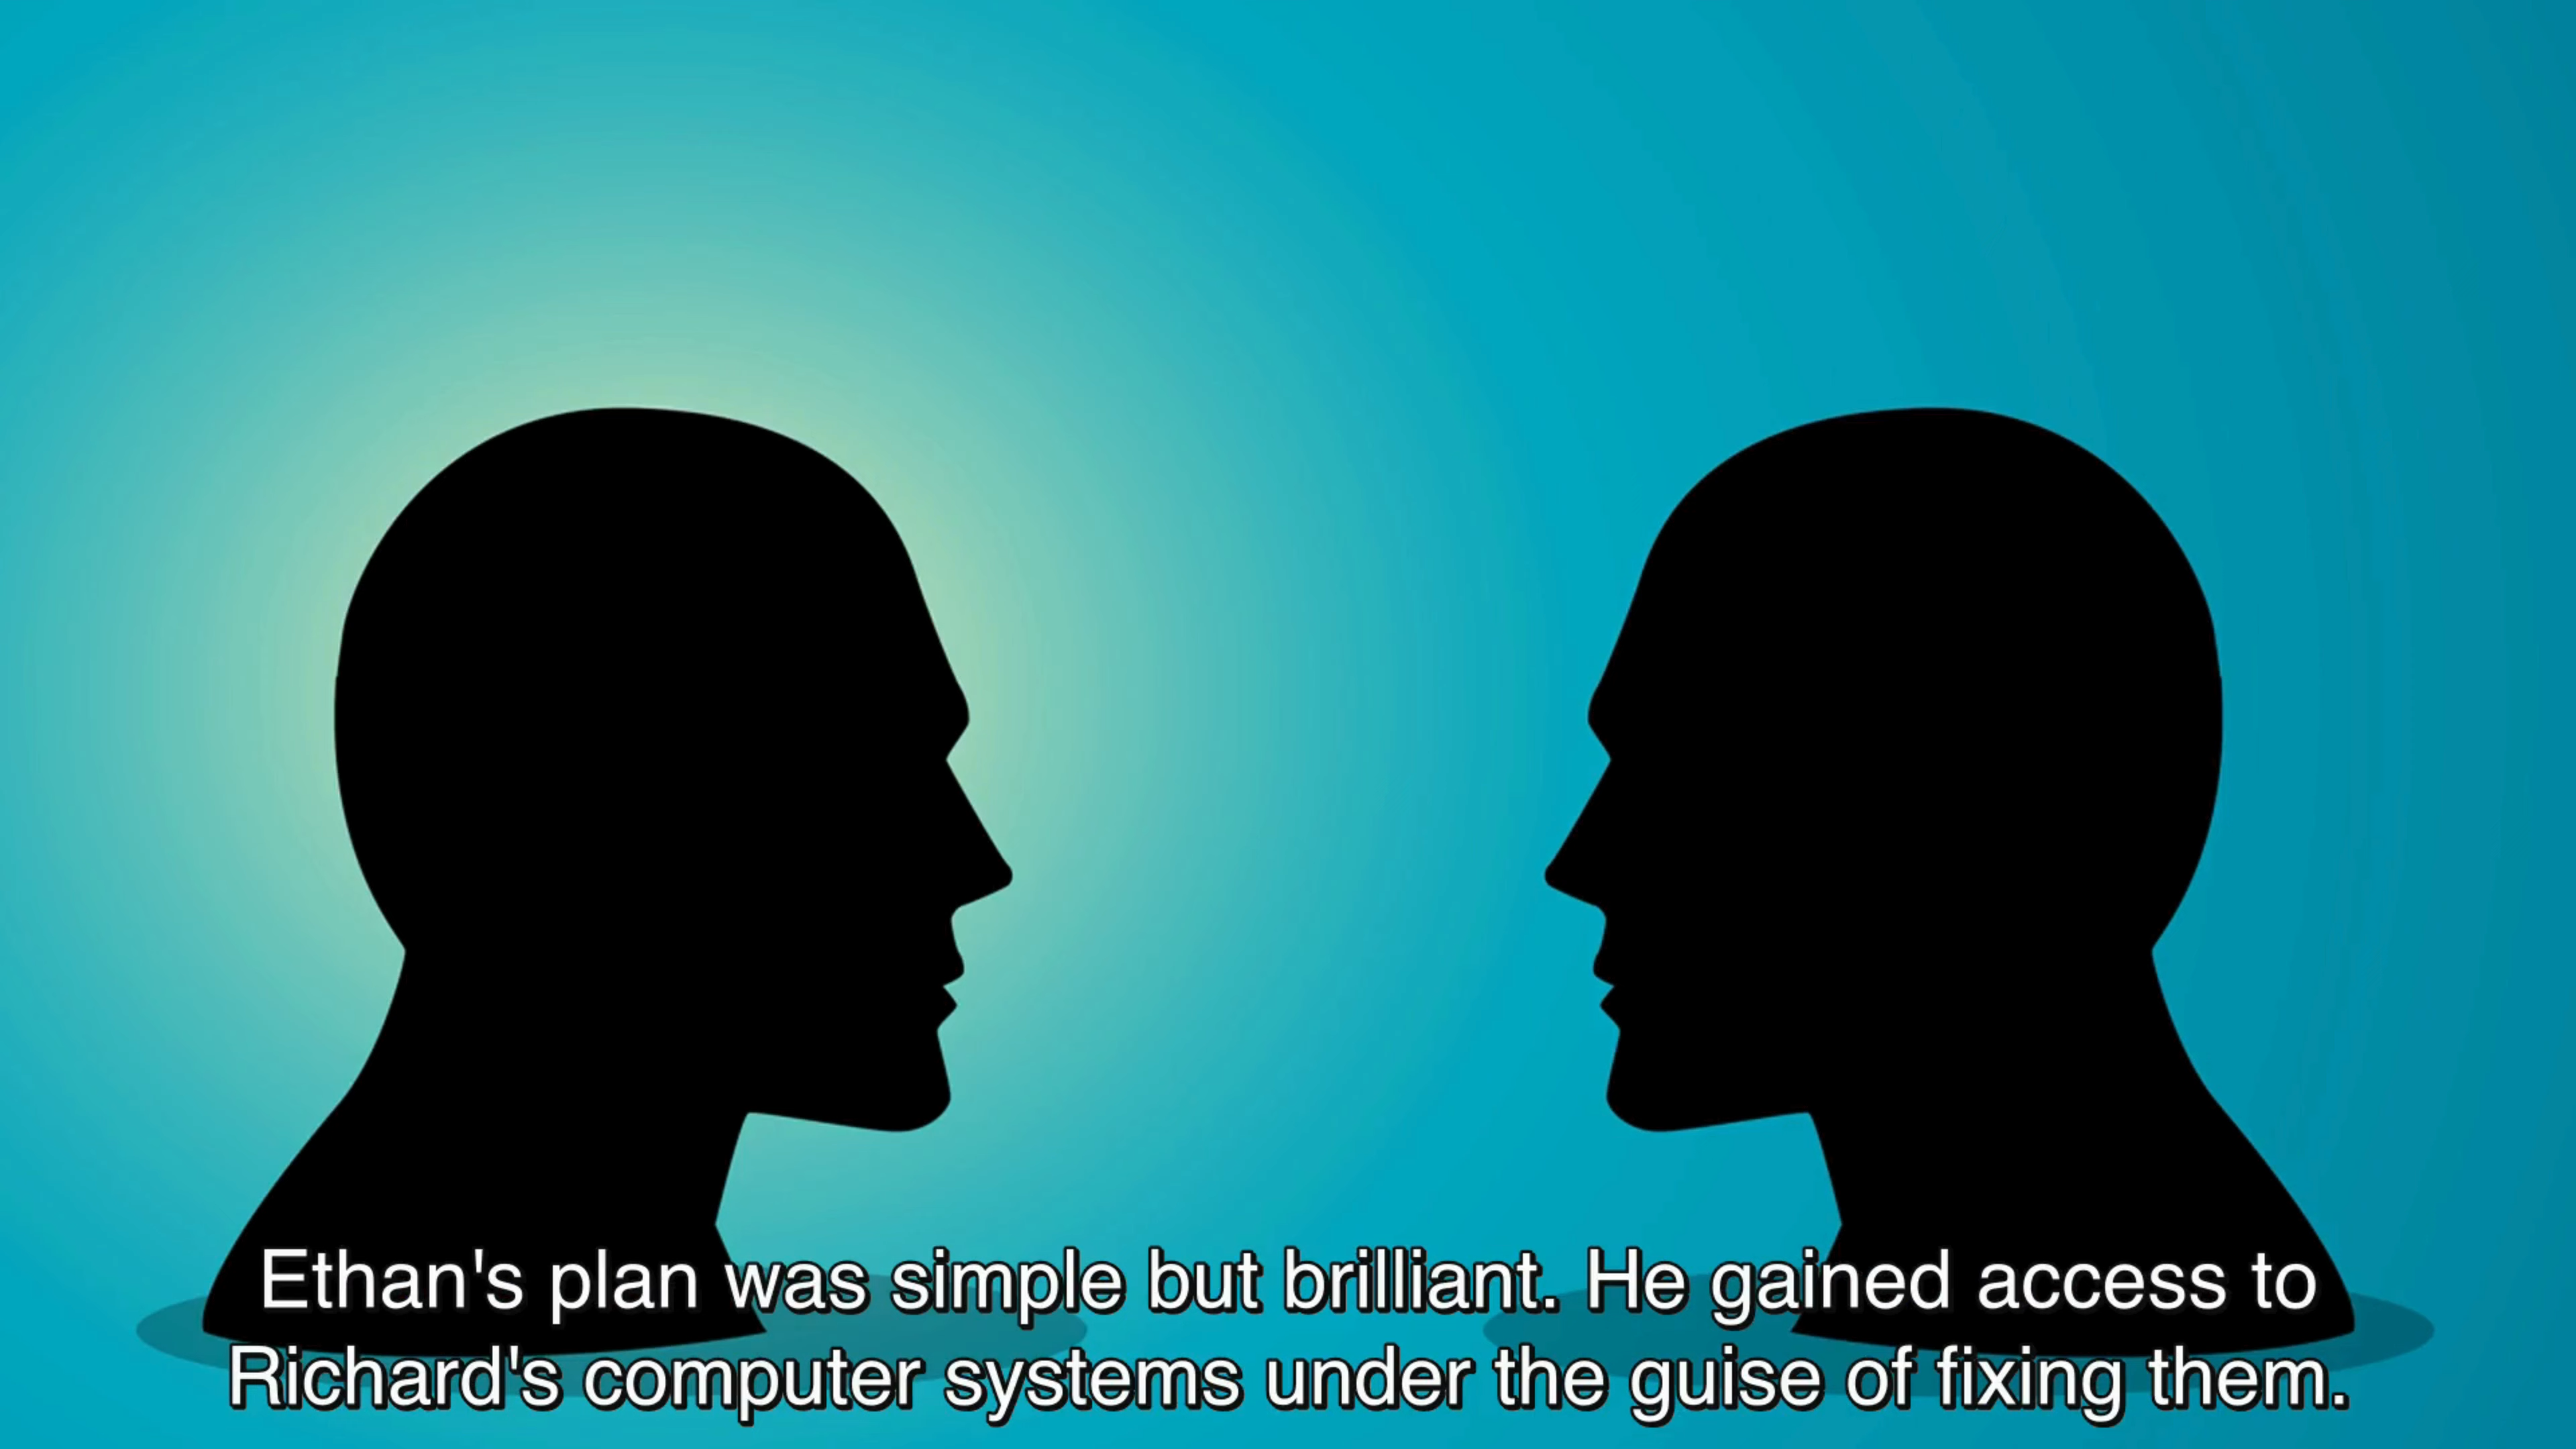 Ethan's plan was simple but brilliant. He gained access to
Richard's computer systems under the guise of fixing them.